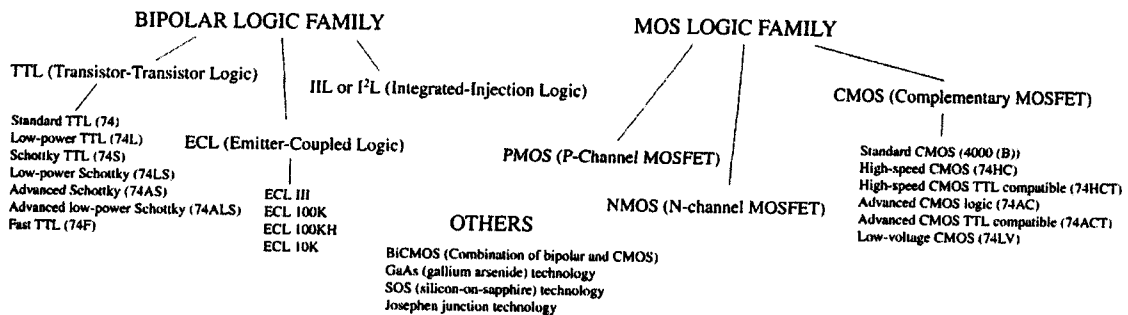 BIPOLAR LOGIC FAMILY
TTL (Transistor-Transistor Logic)
Standard TTL (74)
Low-power TTL (74L)
Schottky TTL (74S)
Low-power Schottky (74LS)
Advanced Schottky (74AS)
Advanced low-power Schottky (74ALS)
Fast TTL (74F)
ECL (Emitter-Coupled Logic)
ECL III
ECL 100K
ECL 100KH
ECL 10K
IIL or I²L (Integrated-Injection Logic)
MOS LOGIC FAMILY
PMOS (P-Channel MOSFET)
NMOS (N-channel MOSFET)
CMOS (Complementary MOSFET)
Standard CMOS (4000 (B))
High-speed CMOS (74HC)
High-speed CMOS TTL compatible (74HCT)
Advanced CMOS logic (74AC)
Advanced CMOS TTL compatible (74ACT)
Low-voltage CMOS (74LV)
OTHERS
BiCMOS (Combination of bipolar and CMOS)
GaAs (gallium arsenide) technology
SOS (silicon-on-sapphire) technology
Josephen junction technology